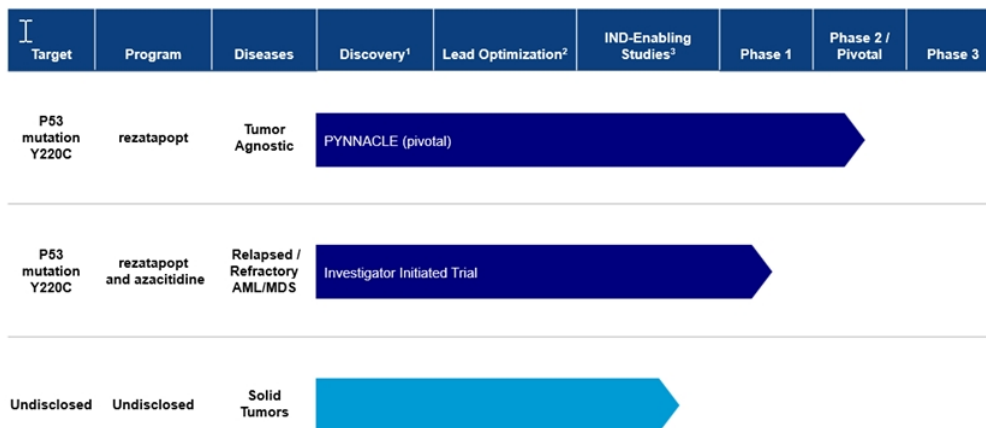 Target Program Diseases Discovery¹ Lead Optimization² IND-Enabling Studies³ Phase 1 Phase 2 / Pivotal Phase 3
P53 mutation Y220C rezatapopt Tumor Agnostic PYNNACLE (pivotal)
P53 mutation Y220C rezatapopt and azacitidine Relapsed / Refractory AML/MDS Investigator Initiated Trial
Undisclosed Undisclosed Solid Tumors